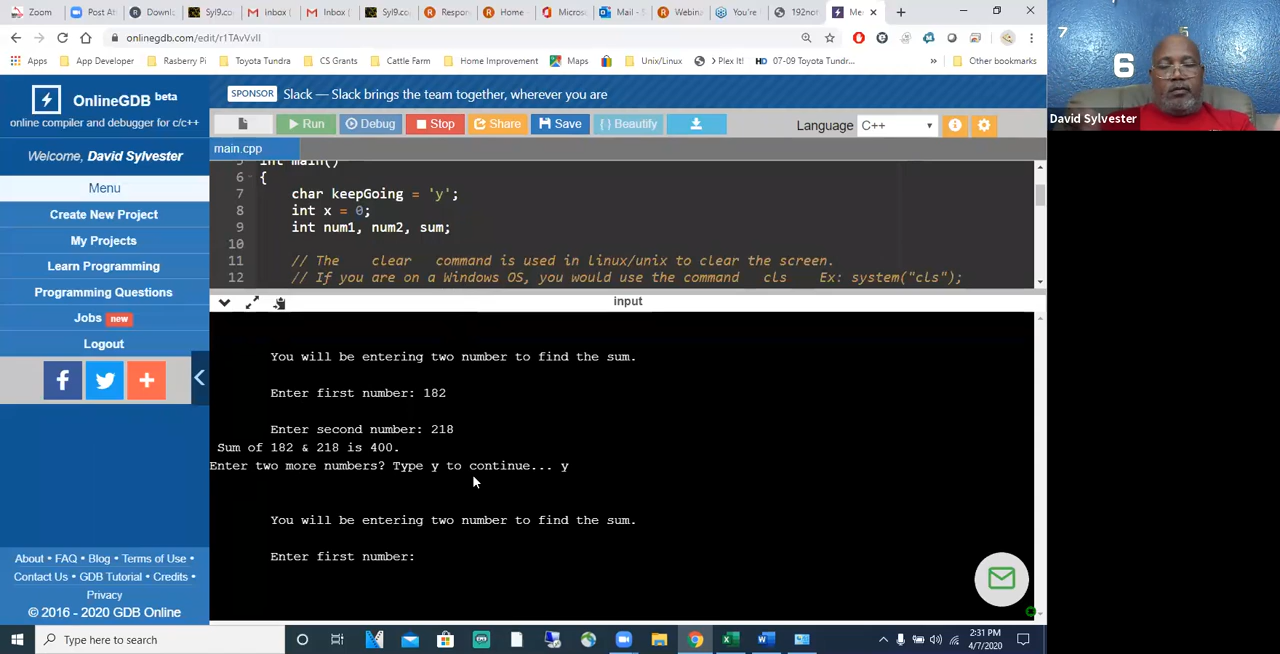 Zoom
Post At
Downl
Syl9.co
Inbox (
Inbox (
Syl9.co
Respor
Home -
Micros
Mail -
Webina
You're
192not
Me
onlinegdb.com/edit/r1TAvVvlI
Apps
App Developer
Rasberry Pi
Toyota Tundra
CS Grants
Cattle Farm
Home Improvement
Maps
Unix/Linux
> Plex It!
HD 07-09 Toyota Tundr...
»
Other bookmarks
7
6
David Sylvester
OnlineGDB beta
online compiler and debugger for c/c++
Welcome, David Sylvester
Menu
Create New Project
My Projects
Learn Programming
Programming Questions
Jobs new
Logout
About • FAQ • Blog • Terms of Use •
Contact Us • GDB Tutorial • Credits •
Privacy
© 2016 - 2020 GDB Online
SPONSOR Slack — Slack brings the team together, wherever you are
Run
Debug
Stop
Share
Save
{ } Beautify
Language C++
main.cpp
5 int main()
6 {
7 char keepGoing = 'y';
8 int x = 0;
9 int num1, num2, sum;
10
11 // The clear command is used in linux/unix to clear the screen.
12 // If you are on a Windows OS, you would use the command cls Ex: system("cls");
input
You will be entering two number to find the sum.
Enter first number: 182
Enter second number: 218
Sum of 182 & 218 is 400.
Enter two more numbers? Type y to continue... y
You will be entering two number to find the sum.
Enter first number:
Type here to search
2:31 PM
4/7/2020